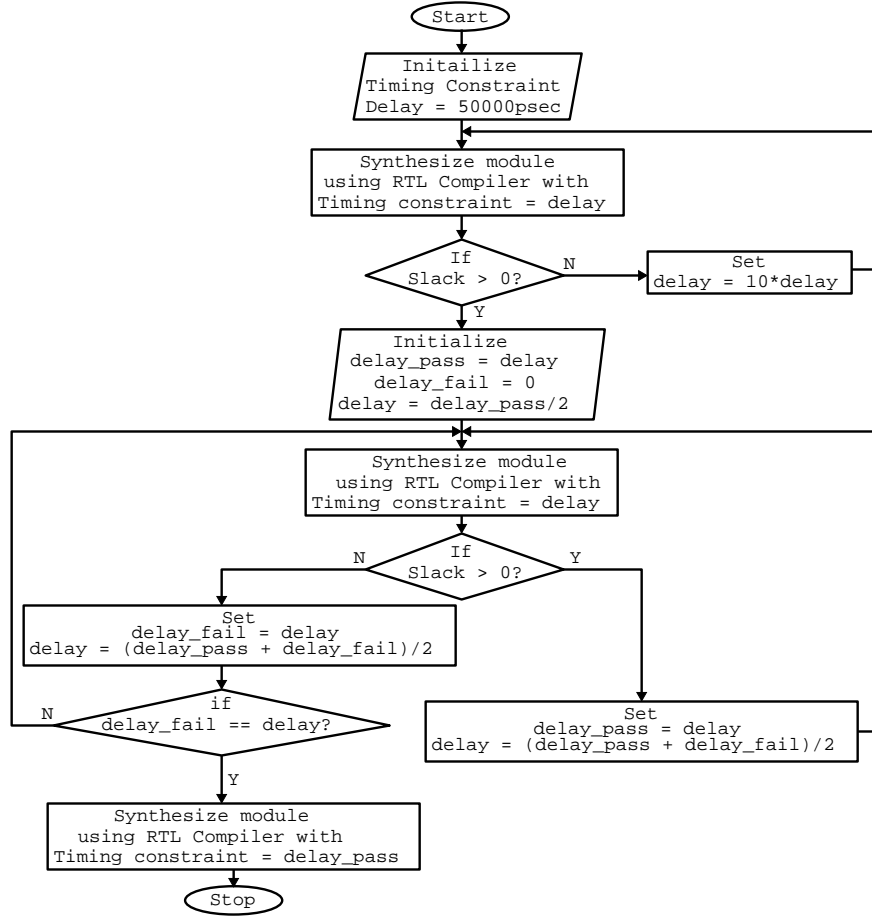 Start
Initailize
Timing Constraint
Delay = 50000psec
Synthesize module
using RTL Compiler with
Timing constraint = delay
If
Slack > 0?
N
Set
delay = 10*delay
Y
Initialize
delay_pass = delay
delay_fail = 0
delay = delay_pass/2
Synthesize module
using RTL Compiler with
Timing constraint = delay
If
Slack > 0?
N
Y
Set
delay_fail = delay
delay = (delay_pass + delay_fail)/2
if
delay_fail == delay?
N
Set
delay_pass = delay
delay = (delay_pass + delay_fail)/2
Y
Synthesize module
using RTL Compiler with
Timing constraint = delay_pass
Stop